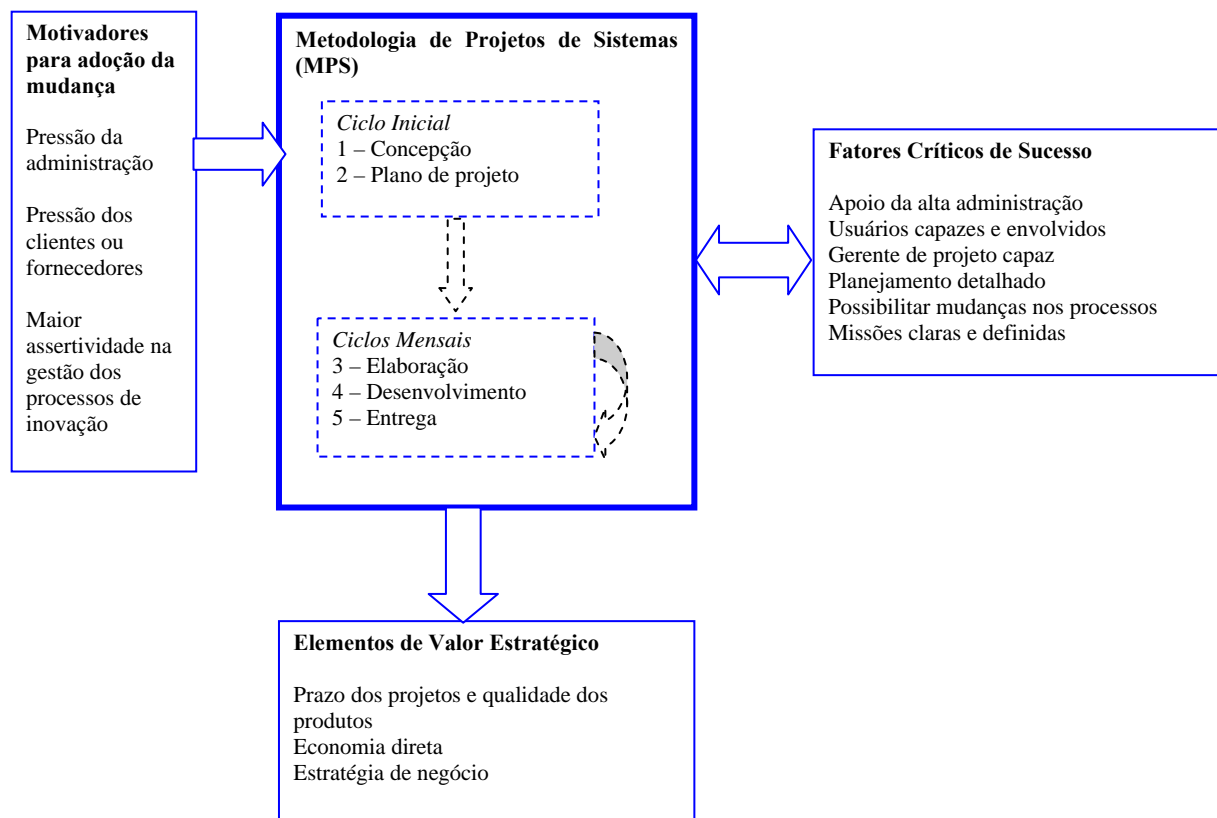 Motivadores
para adoção da
mudança
Pressão da
administração
Pressão dos
clientes ou
fornecedores
Maior
assertividade na
gestão dos
processos de
inovação
Metodologia de Projetos de Sistemas
(MPS)
Ciclo Inicial
1 – Concepção
2 – Plano de projeto
Ciclos Mensais
3 – Elaboração
4 – Desenvolvimento
5 – Entrega
Fatores Críticos de Sucesso
Apoio da alta administração
Usuários capazes e envolvidos
Gerente de projeto capaz
Planejamento detalhado
Possibilitar mudanças nos processos
Missões claras e definidas
Elementos de Valor Estratégico
Prazo dos projetos e qualidade dos
produtos
Economia direta
Estratégia de negócio